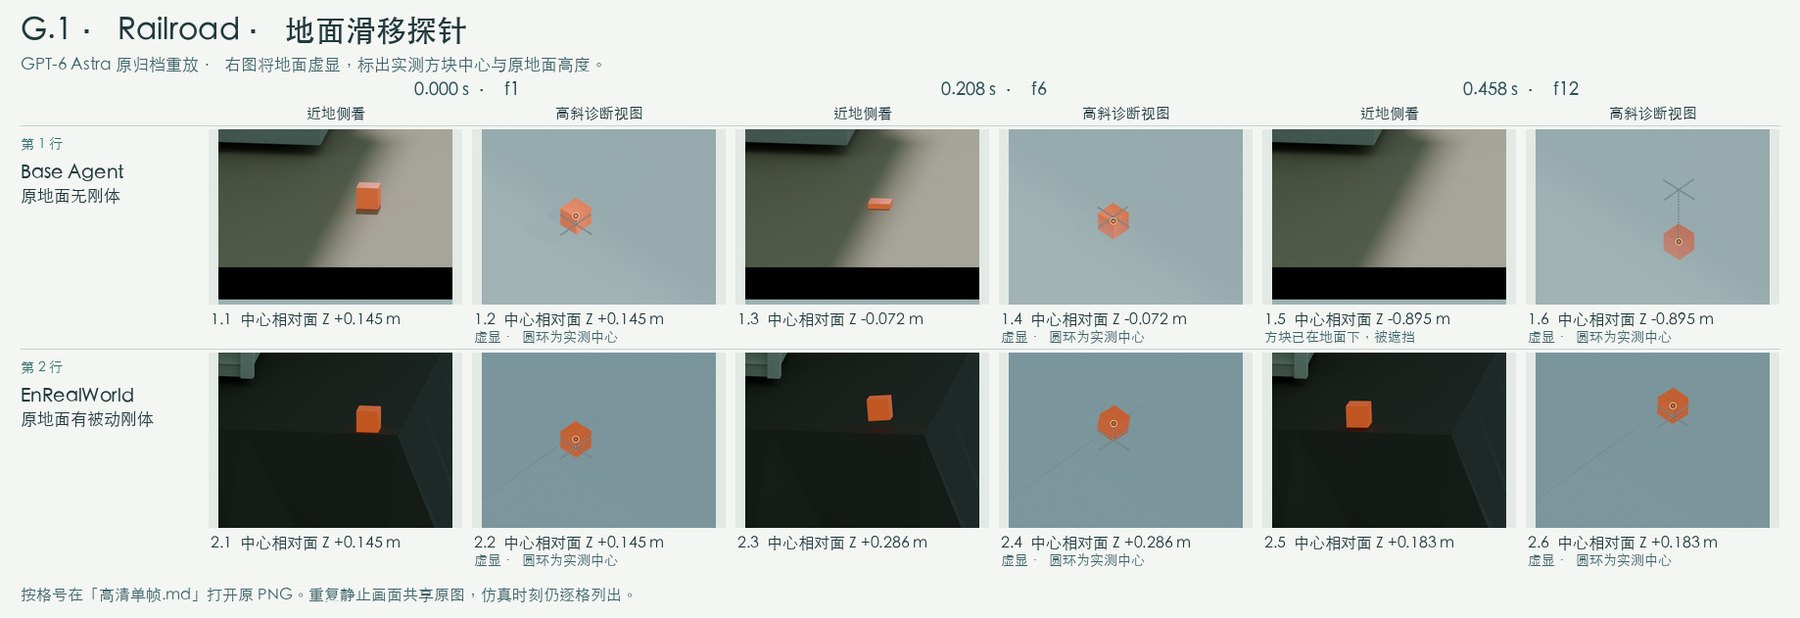 G.1 · Railroad · 地面滑移探针
GPT-6 Astra 原归档重放 · 右图将地面虚显，标出实测方块中心与原地面高度。
0.000 s · f1
0.208 s · f6
0.458 s · f12
近地侧看
高斜诊断视图
近地侧看
高斜诊断视图
近地侧看
高斜诊断视图
第 1 行
Base Agent
原地面无刚体
1.1 中心相对面 Z +0.145 m
1.2 中心相对面 Z +0.145 m
虚显 · 圆环为实测中心
1.3 中心相对面 Z -0.072 m
1.4 中心相对面 Z -0.072 m
虚显 · 圆环为实测中心
1.5 中心相对面 Z -0.895 m
方块已在地面下，被遮挡
1.6 中心相对面 Z -0.895 m
虚显 · 圆环为实测中心
第 2 行
EnRealWorld
原地面有被动刚体
2.1 中心相对面 Z +0.145 m
2.2 中心相对面 Z +0.145 m
虚显 · 圆环为实测中心
2.3 中心相对面 Z +0.286 m
2.4 中心相对面 Z +0.286 m
虚显 · 圆环为实测中心
2.5 中心相对面 Z +0.183 m
2.6 中心相对面 Z +0.183 m
虚显 · 圆环为实测中心
按格号在「高清单帧.md」打开原 PNG。重复静止画面共享原图，仿真时刻仍逐格列出。